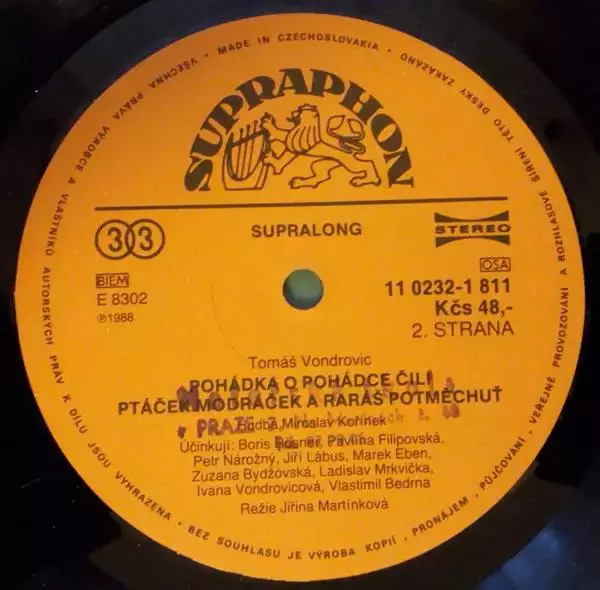 MADE IN CZECHOSLOVAKIA • VŠECHNA PRÁVA VÝROBCE A VLASTNÍKŮ AUTORSKÝCH PRÁV K DÍLU JSOU VYHRAZENA • BEZ SOUHLASU JE VÝROBA KOPIÍ, PRONÁJEM, PŮJČOVÁNÍ, VEŘEJNÉ PROVOZOVÁNÍ A ROZHLASOVÉ ŠÍŘENÍ TÉTO DESKY ZAKÁZÁNO •
SUPRAPHON
33
SUPRALONG
STEREO
BIEM
E 8302
℗1988
OSA
11 0232-1 811
Kčs 48,-
2. STRANA
Tomáš Vondrovic
POHÁDKA O POHÁDCE ČILI
PTÁČEK MODRÁČEK A RARÁŠ POTMĚCHUŤ
PRAZE
Hudba Miroslav Kořínek
Účinkují: Boris Rösner, Pavlína Filipovská,
Petr Nárožný, Jiří Lábus, Marek Eben,
Zuzana Bydžovská, Ladislav Mrkvička,
Ivana Vondrovicová, Vlastimil Bedrna
Režie Jiřina Martínková